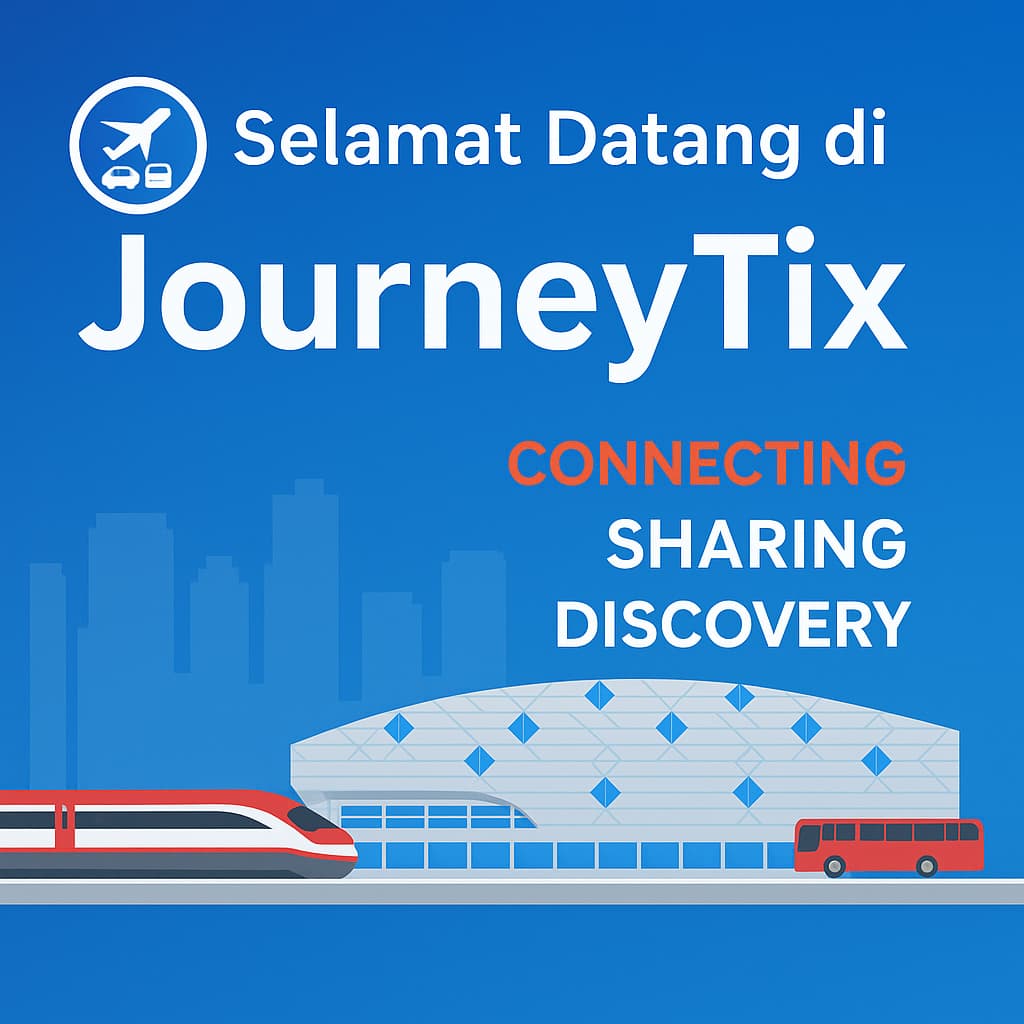 Selamat Datang di
JourneyTix
CONNECTING
SHARING
DISCOVERY